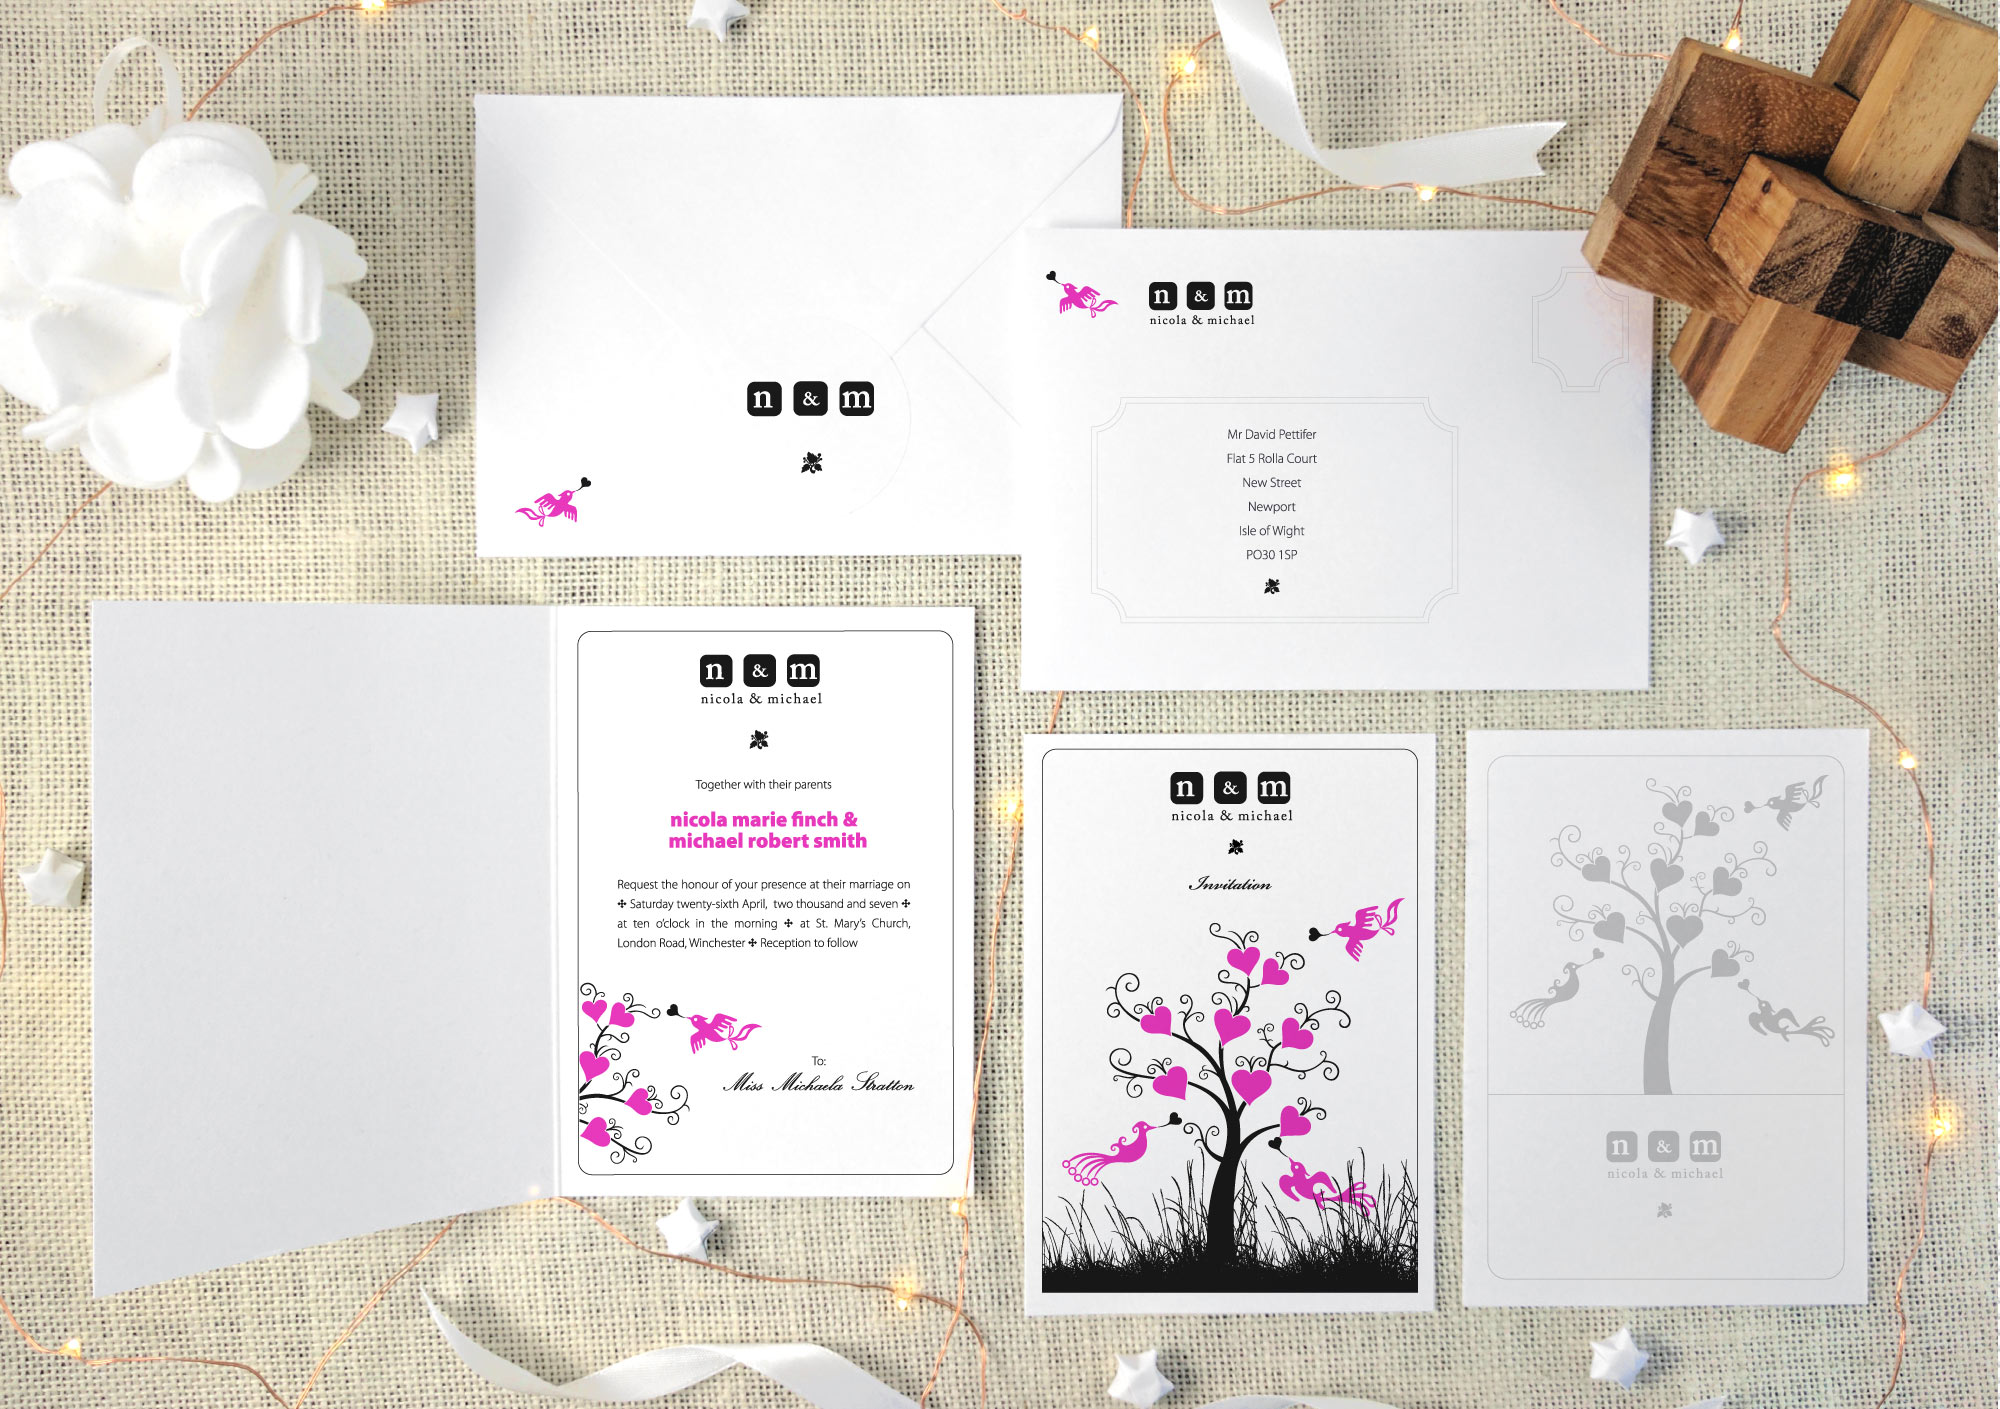 n & m
n & m
nicola & michael
Mr David Pettifer
Flat 5 Rolla Court
New Street
Newport
Isle of Wight
PO30 1SP
n & m
nicola & michael
Together with their parents
nicola marie finch &
michael robert smith
Request the honour of your presence at their marriage on
✣ Saturday twenty-sixth April, two thousand and seven ✣
at ten o'clock in the morning ✣ at St. Mary's Church,
London Road, Winchester ✣ Reception to follow
To:
Miss Michaela Stratton
n & m
nicola & michael
Invitation
n & m
nicola & michael